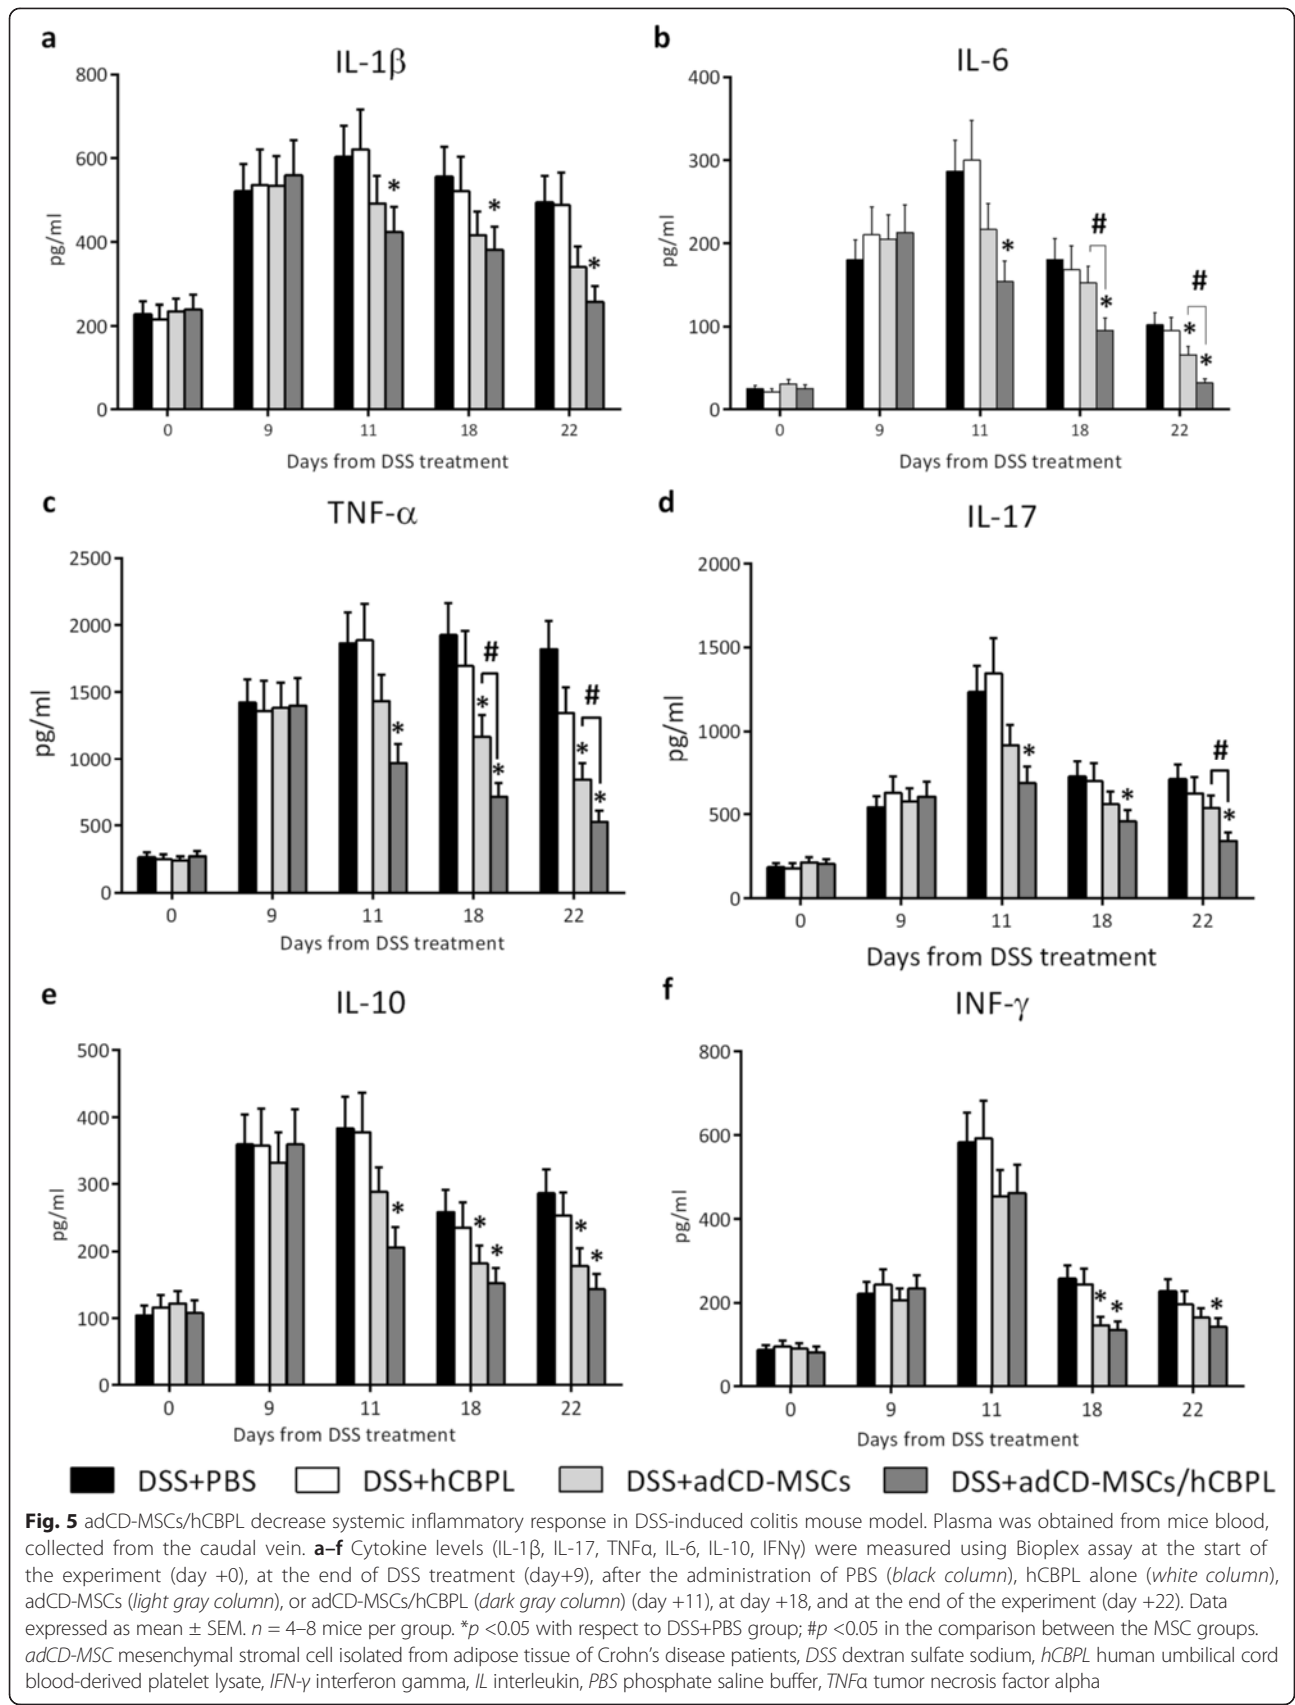 a
IL-1β
800
600
400
200
0
pg/ml
*
*
*
0 9 11 18 22
Days from DSS treatment
b
IL-6
400
300
200
100
0
pg/ml
*
#
*
#
*
*
0 9 11 18 22
Days from DSS treatment
c
TNF-α
2500
2000
1500
1000
500
0
pg/ml
*
#
*
*
#
*
*
0 9 11 18 22
Days from DSS treatment
d
IL-17
2000
1500
1000
500
0
pg/ml
*
*
#
*
0 9 11 18 22
Days from DSS treatment
e
IL-10
500
400
300
200
100
0
pg/ml
*
*
*
*
*
0 9 11 18 22
Days from DSS treatment
f
INF-γ
800
600
400
200
0
pg/ml
*
*
*
0 9 11 18 22
Days from DSS treatment
DSS+PBS DSS+hCBPL DSS+adCD-MSCs DSS+adCD-MSCs/hCBPL
Fig. 5 adCD-MSCs/hCBPL decrease systemic inflammatory response in DSS-induced colitis mouse model. Plasma was obtained from mice blood,
collected from the caudal vein. a–f Cytokine levels (IL-1β, IL-17, TNFα, IL-6, IL-10, IFNγ) were measured using Bioplex assay at the start of
the experiment (day +0), at the end of DSS treatment (day+9), after the administration of PBS (black column), hCBPL alone (white column),
adCD-MSCs (light gray column), or adCD-MSCs/hCBPL (dark gray column) (day +11), at day +18, and at the end of the experiment (day +22). Data
expressed as mean ± SEM. n = 4–8 mice per group. *p <0.05 with respect to DSS+PBS group; #p <0.05 in the comparison between the MSC groups.
adCD-MSC mesenchymal stromal cell isolated from adipose tissue of Crohn’s disease patients, DSS dextran sulfate sodium, hCBPL human umbilical cord
blood-derived platelet lysate, IFN-γ interferon gamma, IL interleukin, PBS phosphate saline buffer, TNFα tumor necrosis factor alpha